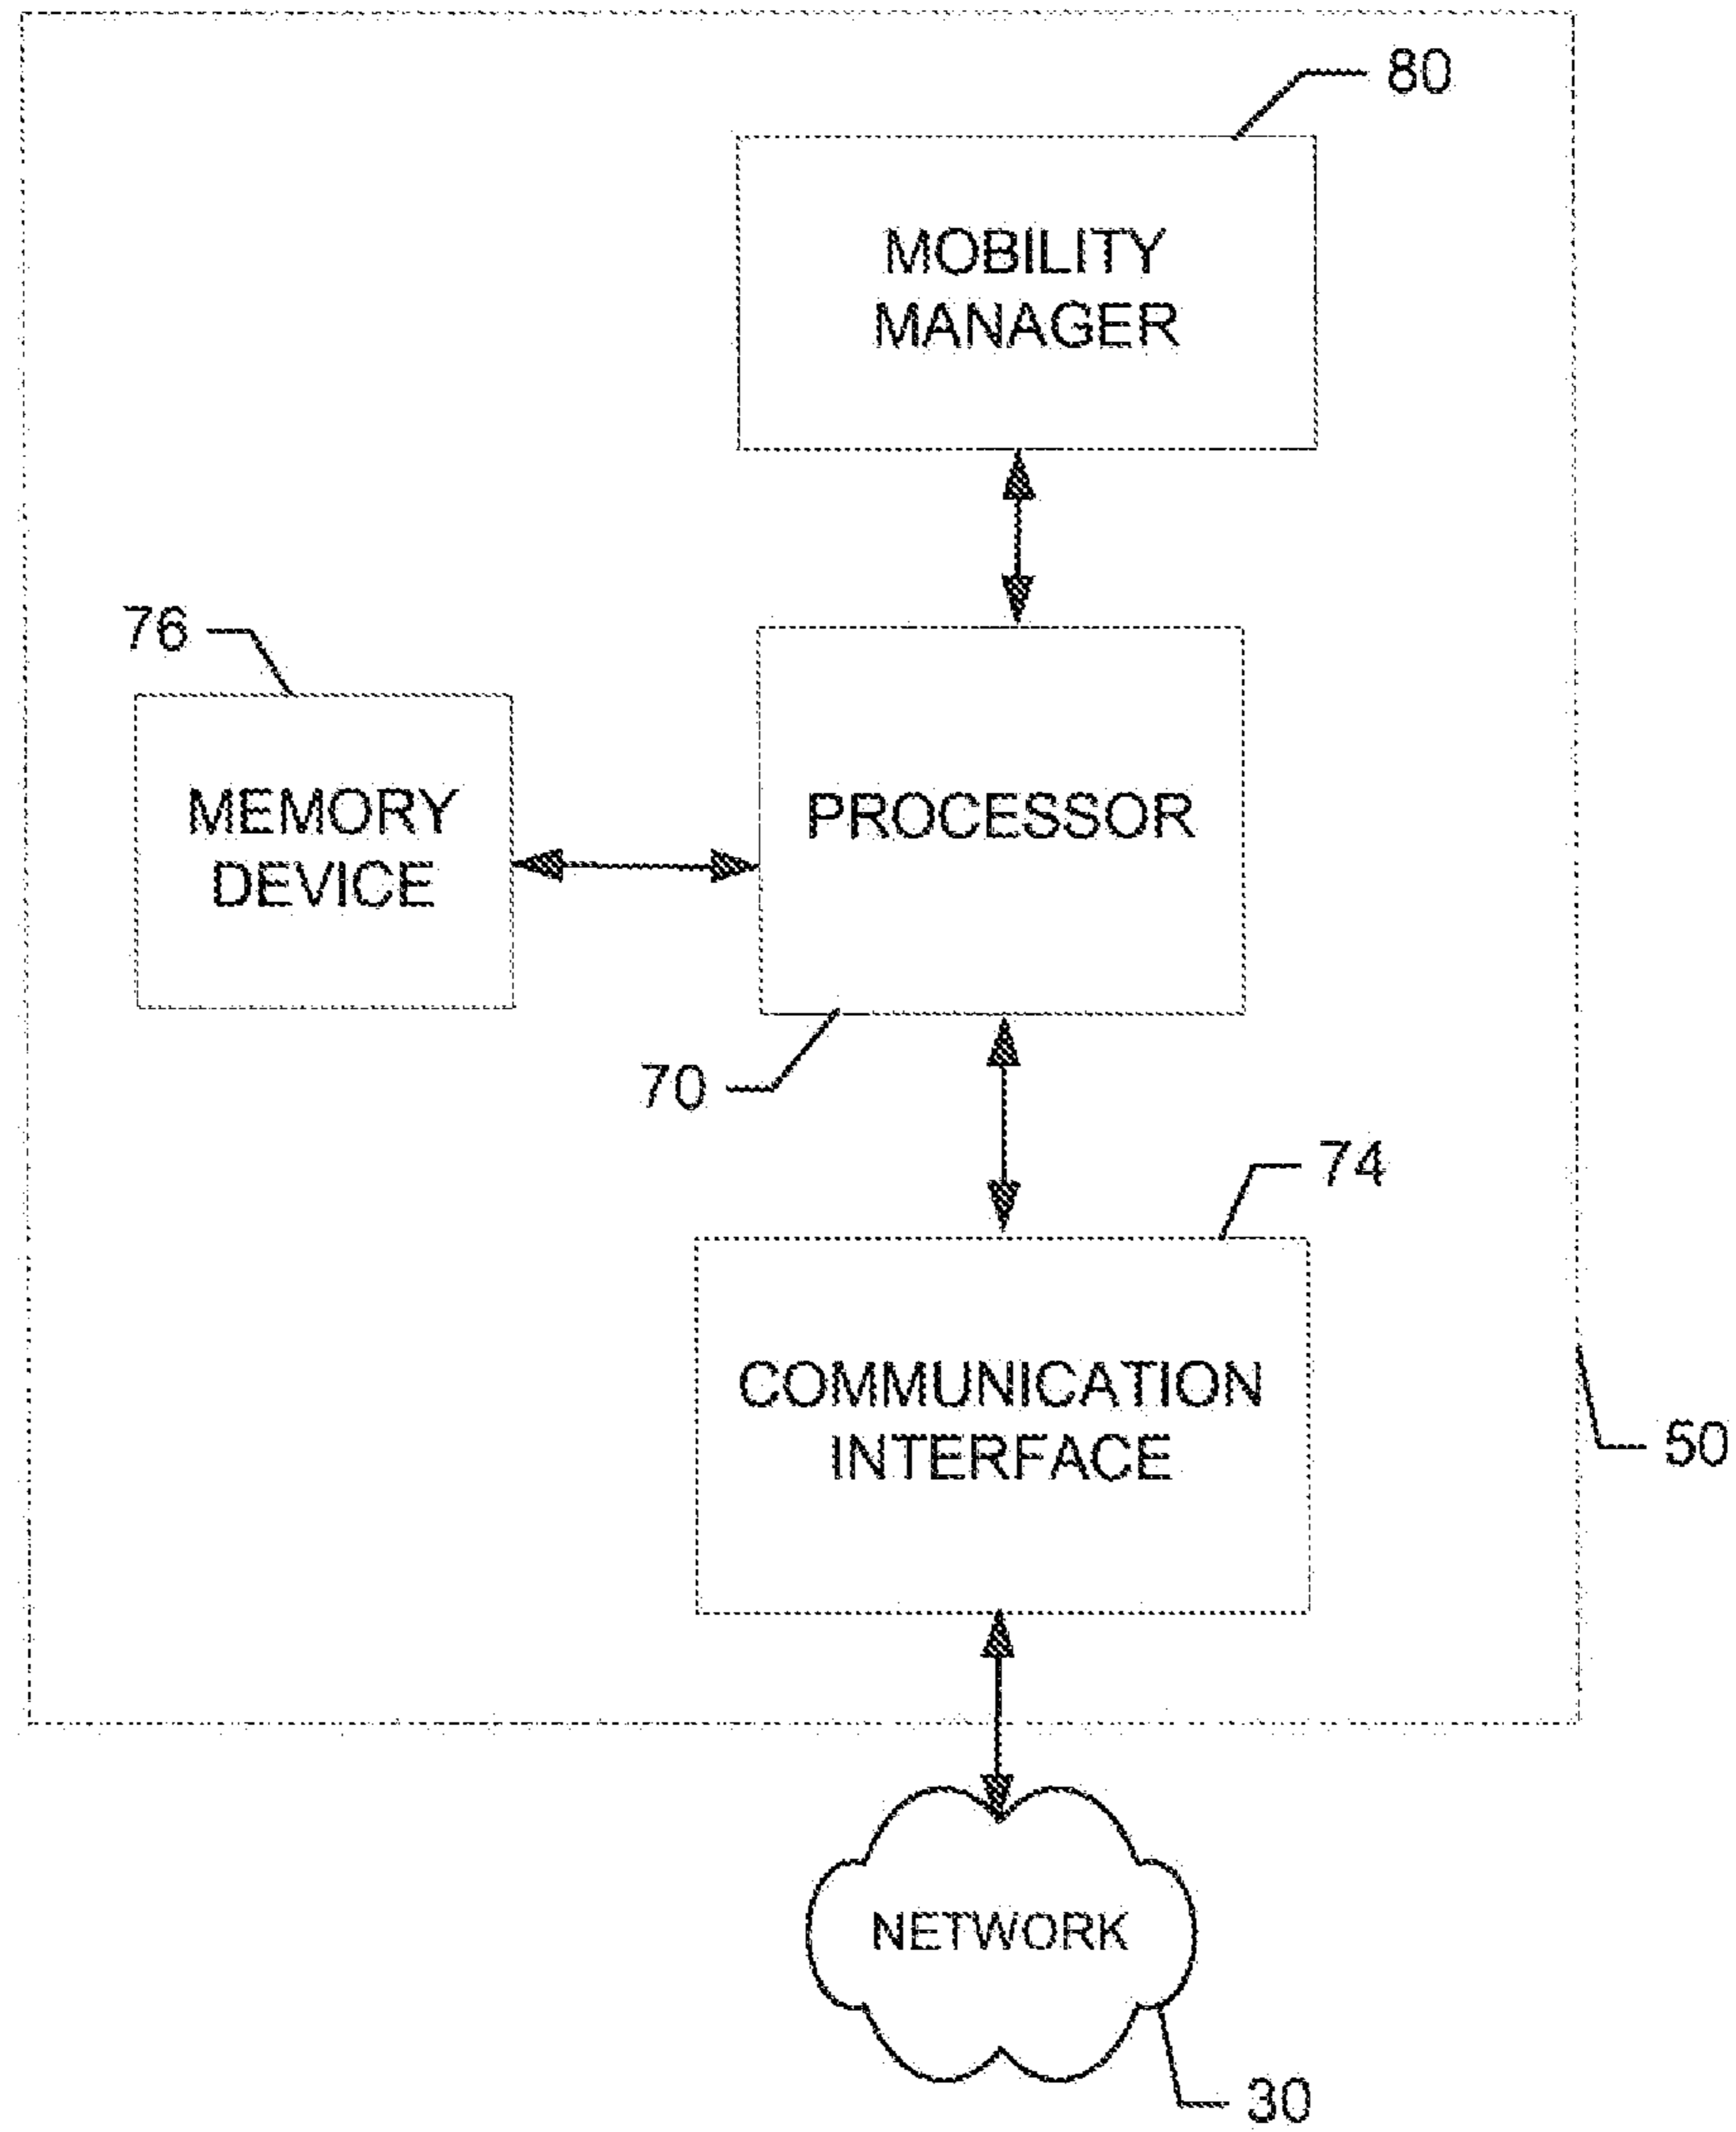 80
MOBILITY
MANAGER
76
MEMORY
DEVICE
PROCESSOR
70
74
COMMUNICATION
INTERFACE
50
NETWORK
30